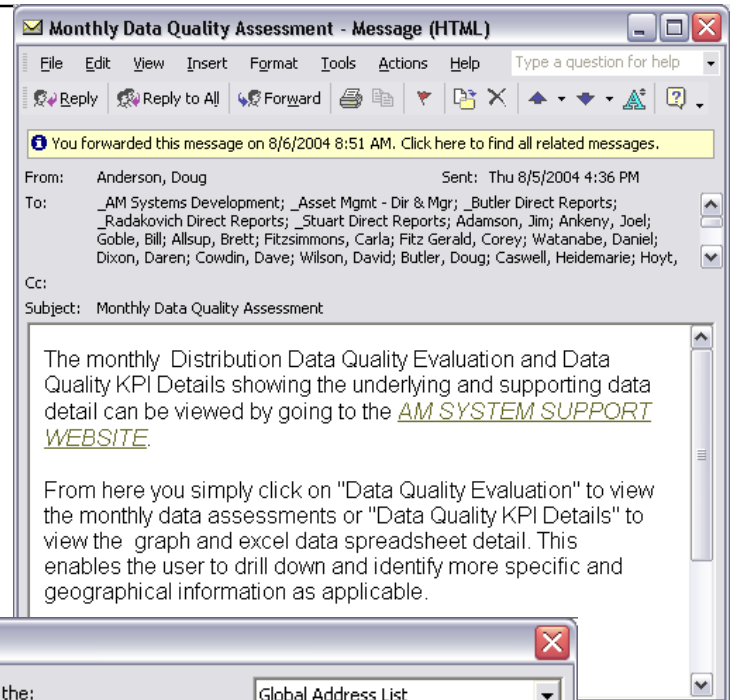 Monthly Data Quality Assessment - Message (HTML)
File Edit View Insert Format Tools Actions Help Type a question for help
Reply Reply to All Forward
You forwarded this message on 8/6/2004 8:51 AM. Click here to find all related messages.
From: Anderson, Doug Sent: Thu 8/5/2004 4:36 PM
To: _AM Systems Development; _Asset Mgmt - Dir & Mgr; _Butler Direct Reports;
_Radakovich Direct Reports; _Stuart Direct Reports; Adamson, Jim; Ankeny, Joel;
Goble, Bill; Allsup, Brett; Fitzsimmons, Carla; Fitz Gerald, Corey; Watanabe, Daniel;
Dixon, Daren; Cowdin, Dave; Wilson, David; Butler, Doug; Caswell, Heidemarie; Hoyt,
Cc:
Subject: Monthly Data Quality Assessment
The monthly Distribution Data Quality Evaluation and Data
Quality KPI Details showing the underlying and supporting data
detail can be viewed by going to the AM SYSTEM SUPPORT
WEBSITE.
From here you simply click on "Data Quality Evaluation" to view
the monthly data assessments or "Data Quality KPI Details" to
view the graph and excel data spreadsheet detail. This
enables the user to drill down and identify more specific and
geographical information as applicable.
the: Global Address List